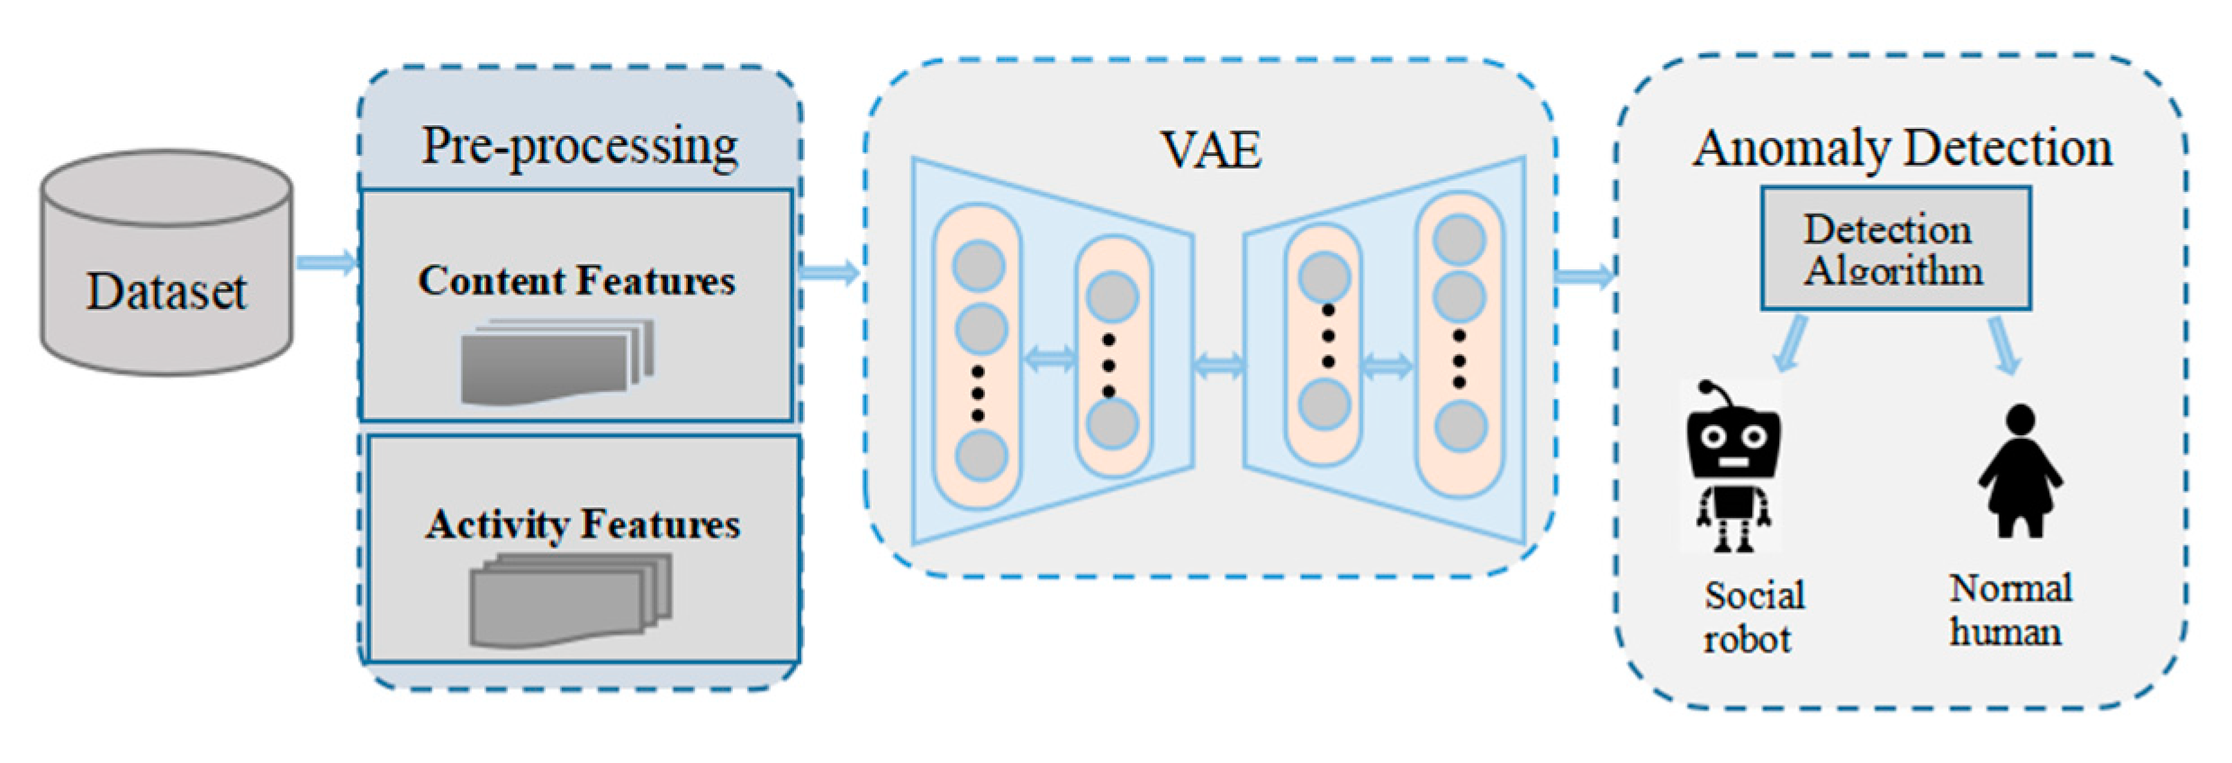 Dataset
Pre-processing
Content Features
Activity Features
VAE
Anomaly Detection
Detection
Algorithm
Social
robot
Normal
human